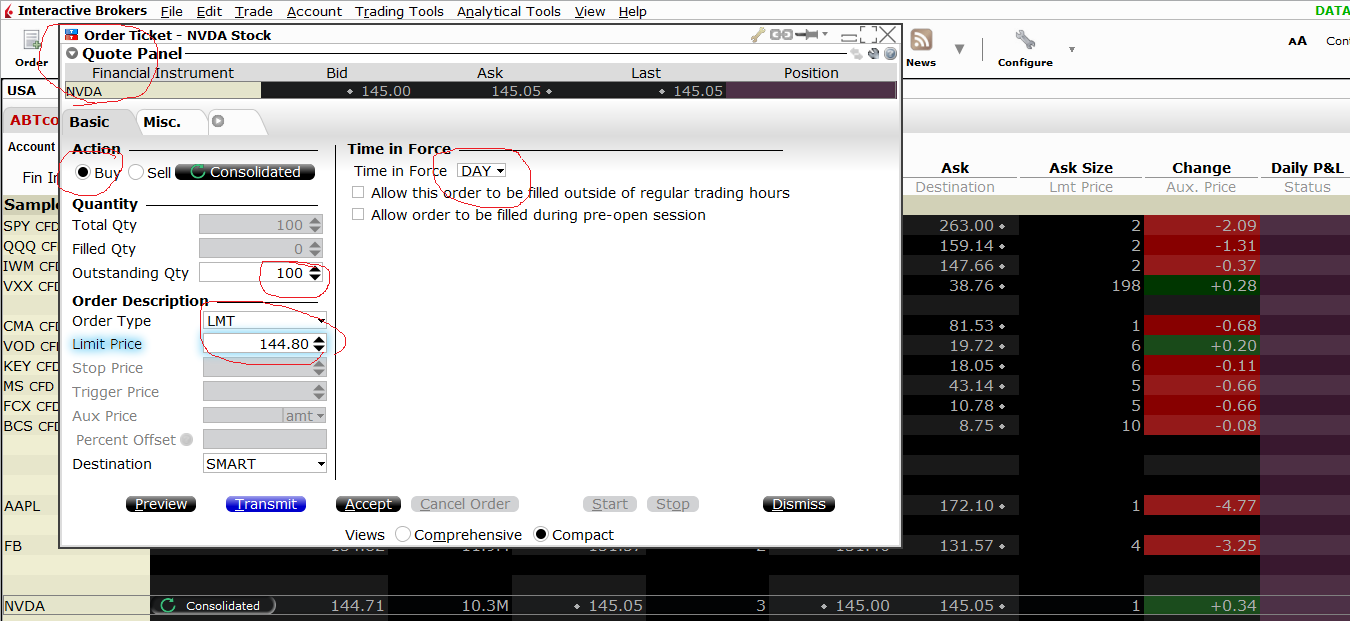 Interactive Brokers File Edit Trade Account Trading Tools Analytical Tools View Help DATA
Order Ticket - NVDA Stock
Order
Quote Panel
News
Configure
AA
Financial Instrument Bid Ask Last Position
USA
NVDA 145.00 145.05 145.05
Basic Misc.
Account
Action
Buy Sell Consolidated
Time in Force
Time in Force DAY
Allow this order to be filled outside of regular trading hours
Allow order to be filled during pre-open session
Quantity
Total Qty 100
Filled Qty 0
Outstanding Qty 100
Order Description
Order Type LMT
Limit Price 144.80
Stop Price
Trigger Price
Aux Price amt
Percent Offset
Destination SMART
Preview Transmit Accept Cancel Order Start Stop Dismiss
Views Comprehensive Compact
Ask Ask Size Change Daily P&L
Destination Lmt Price Aux. Price Status
SPY CFD 263.00 2 -2.09
QQQ 159.14 2 -1.31
IWM CFD 147.66 2 -0.37
VXX CFD 38.76 198 +0.28
CMA CFD 81.53 1 -0.68
VOD 19.72 6 +0.20
KEY CFD 18.05 6 -0.11
MS CFD 43.14 5 -0.66
FCX CFD 10.78 5 -0.66
BCS CFD 8.75 10 -0.08
AAPL 172.10 1 -4.77
FB 131.57 4 -3.25
NVDA Consolidated 144.71 10.3M 145.05 3 145.00 145.05 1 +0.34